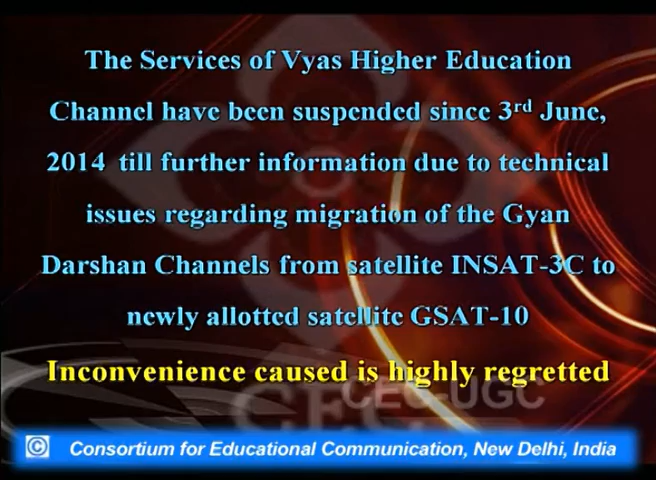 The Services of Vyas Higher Education
Channel have been suspended since 3rd June,
2014 till further information due to technical
issues regarding migration of the Gyan
Darshan Channels from satellite INSAT-3C to
newly allotted satellite GSAT-10
Inconvenience caused is highly regretted
CEC-UGC
CEC
© Consortium for Educational Communication, New Delhi, India